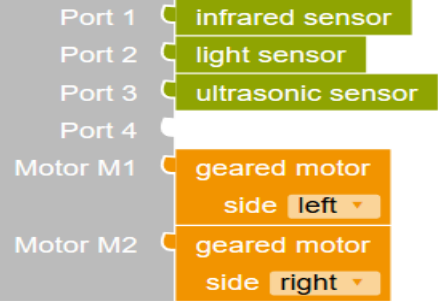 Port 1 infrared sensor
Port 2 light sensor
Port 3 ultrasonic sensor
Port 4
Motor M1 geared motor
side left
Motor M2 geared motor
side right